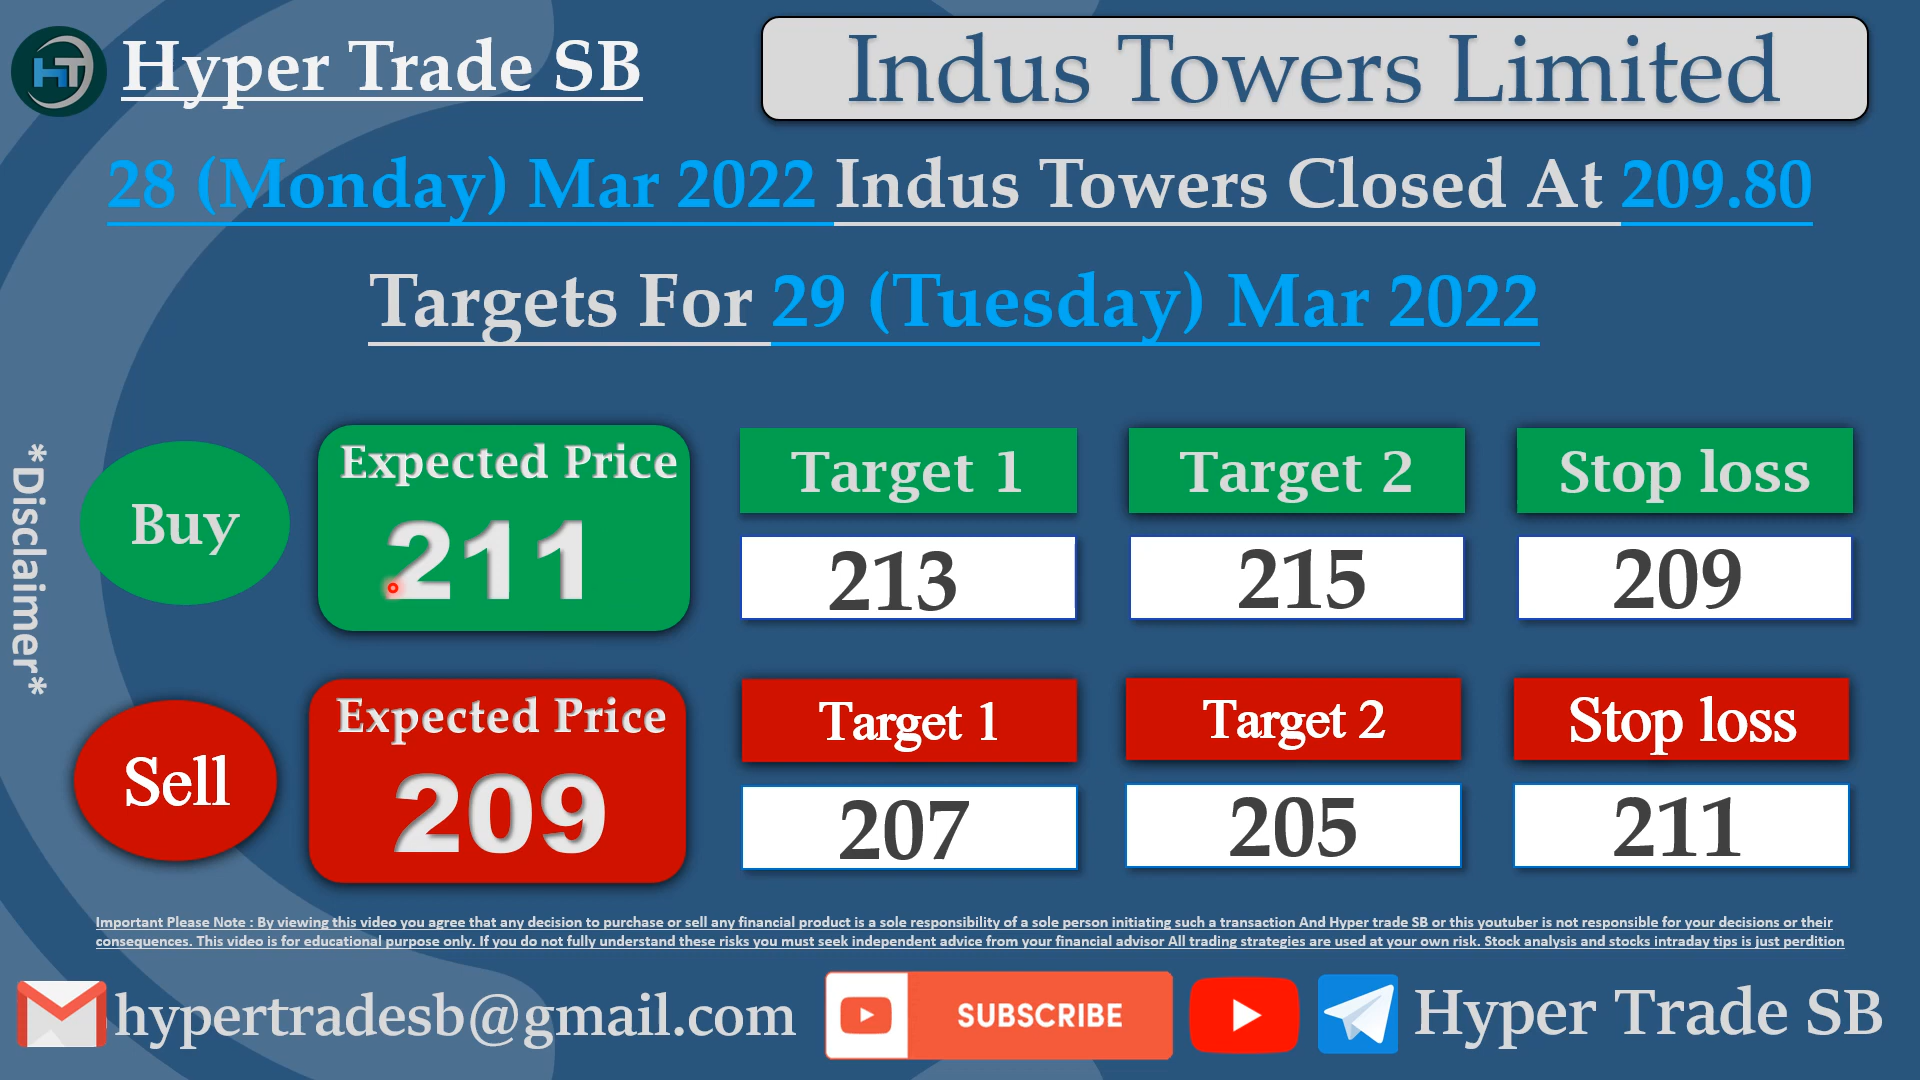 HT Hyper Trade SB
Indus Towers Limited
28 (Monday) Mar 2022 Indus Towers Closed At 209.80
Targets For 29 (Tuesday) Mar 2022
*Disclaimer*
Buy
Expected Price
211
Target 1
213
Target 2
215
Stop loss
209
Sell
Expected Price
209
Target 1
207
Target 2
205
Stop loss
211
Important Please Note : By viewing this video you agree that any decision to purchase or sell any financial product is a sole responsibility of a sole person initiating such a transaction And Hyper trade SB or this youtuber is not responsible for your decisions or their
consequences. This video is for educational purpose only. If you do not fully understand these risks you must seek independent advice from your financial advisor All trading strategies are used at your own risk. Stock analysis and stocks intraday tips is just perdition
hypertradesb@gmail.com
SUBSCRIBE
Hyper Trade SB